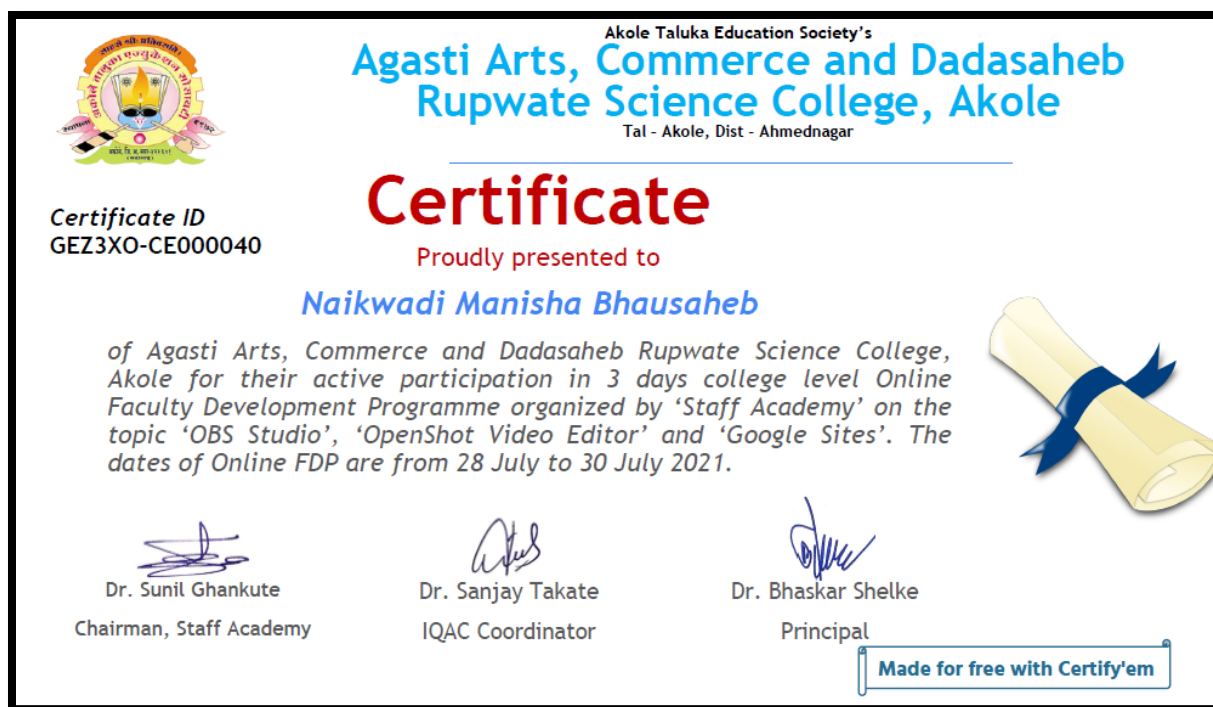 Akole Taluka Education Society's
Agasti Arts, Commerce and Dadasaheb
Rupwate Science College, Akole
Tal - Akole, Dist - Ahmednagar
Certificate
Certificate ID
GEZ3XO-CE000040
Proudly presented to
Naikwadi Manisha Bhausaheb
of Agasti Arts, Commerce and Dadasaheb Rupwate Science College,
Akole for their active participation in 3 days college level Online
Faculty Development Programme organized by ‘Staff Academy’ on the
topic ‘OBS Studio’, ‘OpenShot Video Editor’ and ‘Google Sites’. The
dates of Online FDP are from 28 July to 30 July 2021.
Dr. Sunil Ghankute
Dr. Sanjay Takate
Dr. Bhaskar Shelke
Chairman, Staff Academy
IQAC Coordinator
Principal
Made for free with Certify'em